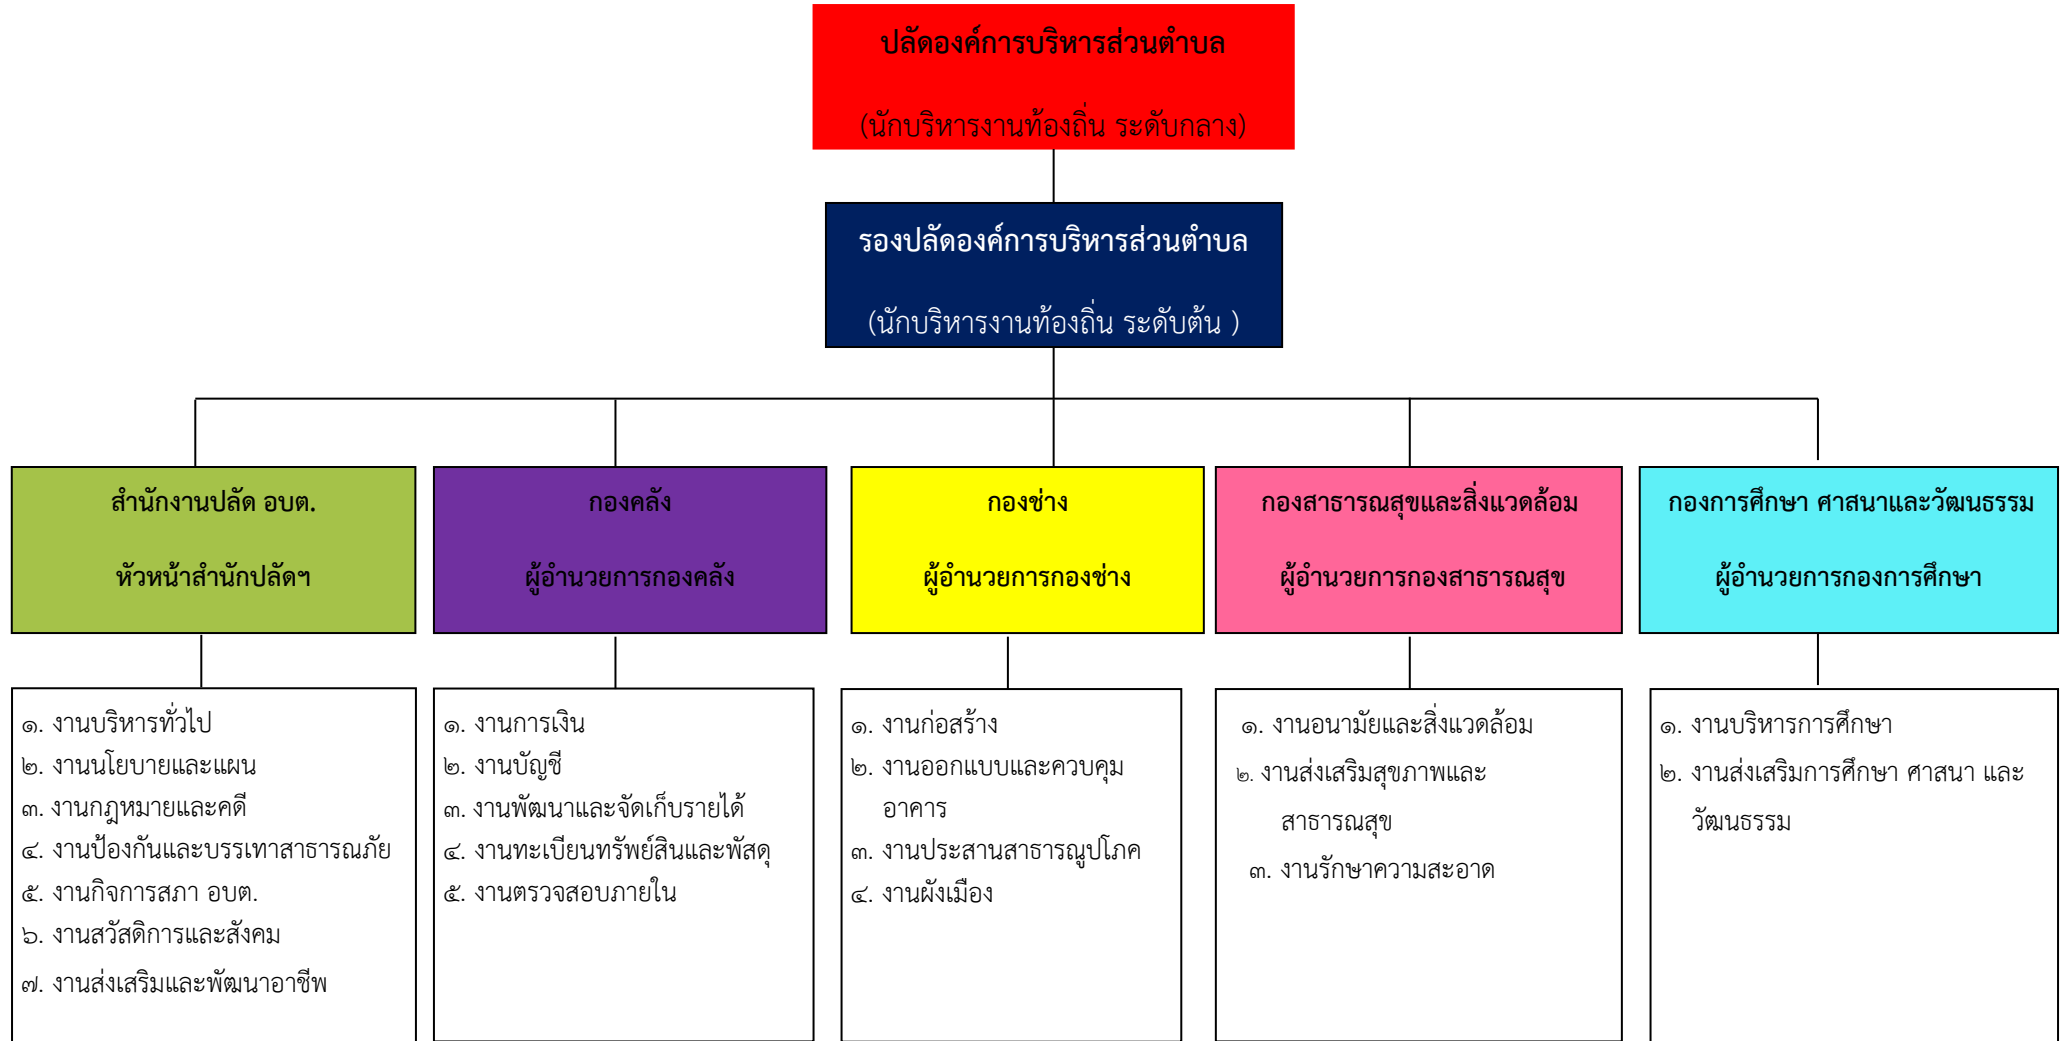 ปลัดองค์การบริหารส่วนตำบล
(นักบริหารงานท้องถิ่น ระดับกลาง)
รองปลัดองค์การบริหารส่วนตำบล
(นักบริหารงานท้องถิ่น ระดับต้น )
สำนักงานปลัด อบต.
หัวหน้าสำนักปลัดฯ
กองคลัง
ผู้อำนวยการกองคลัง
กองช่าง
ผู้อำนวยการกองช่าง
กองสาธารณสุขและสิ่งแวดล้อม
ผู้อำนวยการกองสาธารณสุข
กองการศึกษา ศาสนาและวัฒนธรรม
ผู้อำนวยการกองการศึกษา
๑. งานบริหารทั่วไป
๒. งานนโยบายและแผน
๓. งานกฎหมายและคดี
๔. งานป้องกันและบรรเทาสาธารณภัย
๕. งานกิจการสภา อบต.
๖. งานสวัสดิการและสังคม
๗. งานส่งเสริมและพัฒนาอาชีพ
๑. งานการเงิน
๒. งานบัญชี
๓. งานพัฒนาและจัดเก็บรายได้
๔. งานทะเบียนทรัพย์สินและพัสดุ
๕. งานตรวจสอบภายใน
๑. งานก่อสร้าง
๒. งานออกแบบและควบคุม
อาคาร
๓. งานประสานสาธารณูปโภค
๔. งานผังเมือง
๑. งานอนามัยและสิ่งแวดล้อม
๒. งานส่งเสริมสุขภาพและ
สาธารณสุข
๓. งานรักษาความสะอาด
๑. งานบริหารการศึกษา
๒. งานส่งเสริมการศึกษา ศาสนา และ
วัฒนธรรม